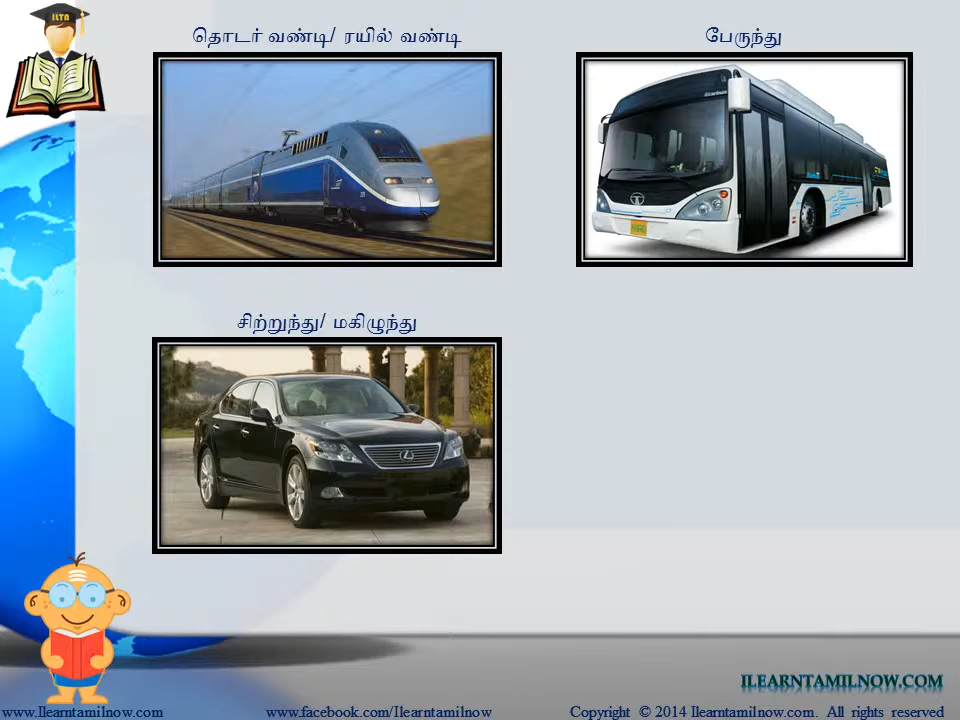 ILTA
தொடர் வண்டி/ ரயில் வண்டி
பேருந்து
Starbus
சிற்றுந்து/ மகிழுந்து
ILEARNTAMILNOW.COM
www.Ilearntamilnow.com
www.facebook.com/Ilearntamilnow
Copyright © 2014 Ilearntamilnow.com. All rights reserved